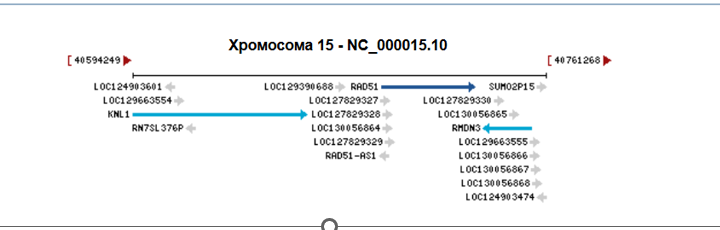 Хромосома 15 - NC_000015.10
[ 40594249 [ 40761268
LOC124903601 LOC129390688 RAD51 SUMO2P15
LOC129663554 LOC127829327 LOC127829330
KNL1 LOC127829328 LOC130056865
RN7SL376P LOC130056864 RMDN3
LOC127829329 LOC129663555
RAD51-AS1 LOC130056866
LOC130056867
LOC130056868
LOC124903474